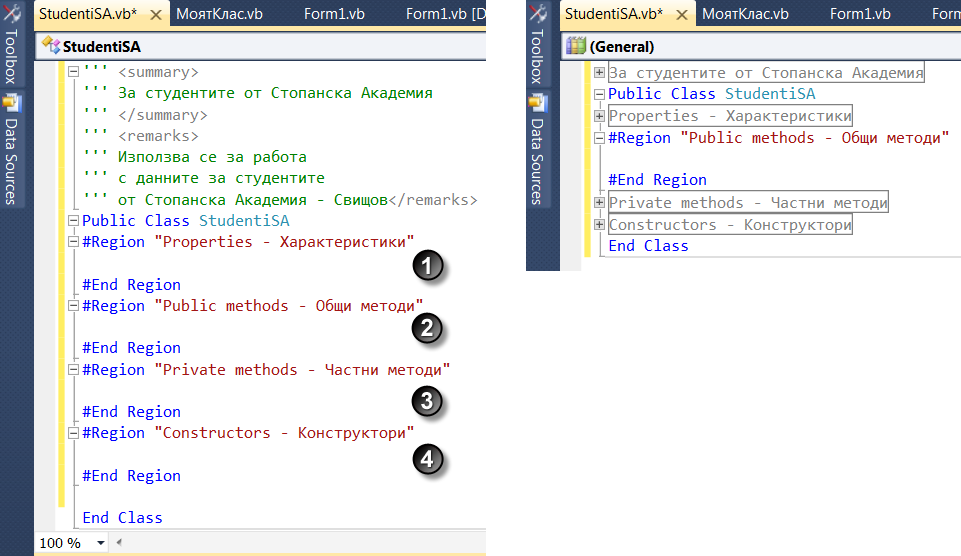 StudentiSA.vb* МоятКлас.vb Form1.vb Form1.vb [D
StudentiSA
Toolbox
Data Sources
''' <summary>
''' За студентите от Стопанска Академия
''' </summary>
''' <remarks>
''' Използва се за работа
''' с данните за студентите
''' от Стопанска Академия - Свищов</remarks>
Public Class StudentiSA
#Region "Properties - Характеристики"
1
#End Region
#Region "Public methods - Общи методи"
2
#End Region
#Region "Private methods - Частни методи"
3
#End Region
#Region "Constructors - Конструктори"
4
#End Region
End Class
100 %
StudentiSA.vb* МоятКлас.vb Form1.vb Form
(General)
Toolbox
Data Sources
За студентите от Стопанска Академия
Public Class StudentiSA
Properties - Характеристики
#Region "Public methods - Общи методи"
#End Region
Private methods - Частни методи
Constructors - Конструктори
End Class